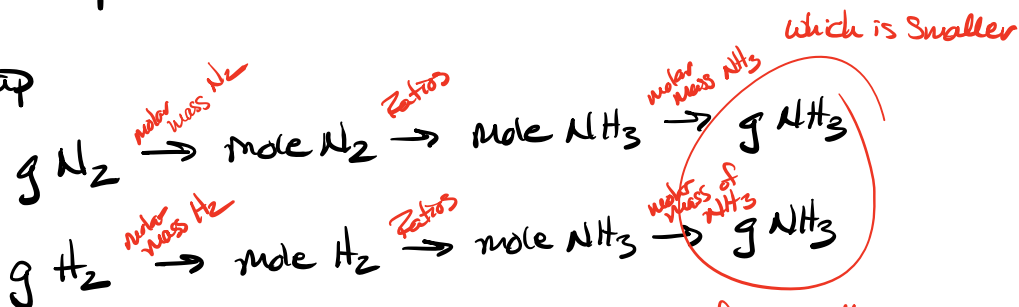 which is Smaller
molar mass N₂ Ratios molar mass NH₃
g N₂ → mole N₂ → mole NH₃ → g NH₃
molar mass H₂ Ratios molar mass of NH₃
g H₂ → mole H₂ → mole NH₃ → g NH₃